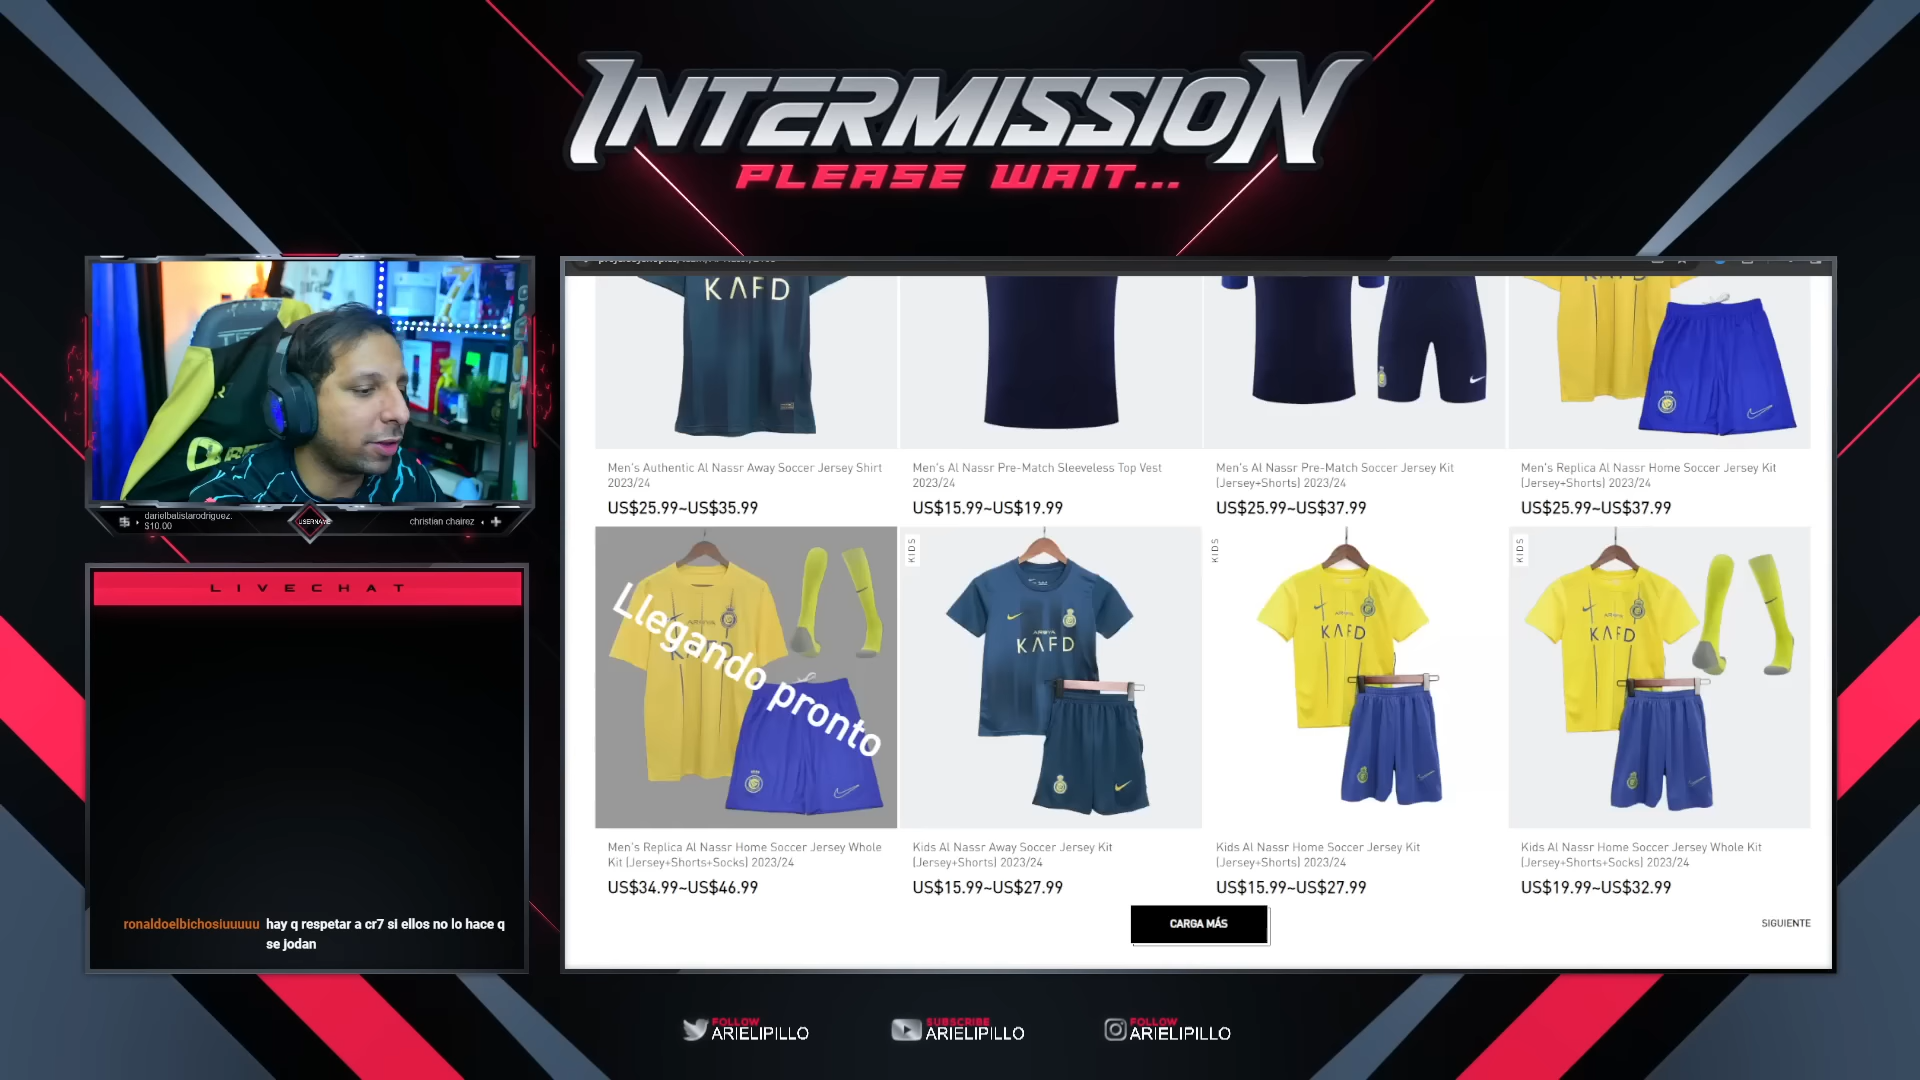 INTERMISSION
PLEASE WAIT...
KAFD
Men's Authentic Al Nassr Away Soccer Jersey Shirt
2023/24
US$25.99~US$35.99
Men's Al Nassr Pre-Match Sleeveless Top Vest
2023/24
US$15.99~US$19.99
Men's Al Nassr Pre-Match Soccer Jersey Kit
(Jersey+Shorts) 2023/24
US$25.99~US$37.99
Men's Replica Al Nassr Home Soccer Jersey Kit
(Jersey+Shorts) 2023/24
US$25.99~US$37.99
Llegando pronto
KIDS
KAFD
KIDS
KAFD
KIDS
KAFD
Men's Replica Al Nassr Home Soccer Jersey Whole
Kit (Jersey+Shorts+Socks) 2023/24
US$34.99~US$46.99
Kids Al Nassr Away Soccer Jersey Kit
(Jersey+Shorts) 2023/24
US$15.99~US$27.99
Kids Al Nassr Home Soccer Jersey Kit
(Jersey+Shorts) 2023/24
US$15.99~US$27.99
Kids Al Nassr Home Soccer Jersey Whole Kit
(Jersey+Shorts+Socks) 2023/24
US$19.99~US$32.99
CARGA MÁS
SIGUIENTE
darielbatistarodriguez:
$10.00
USERNAME
christian chairez
LIVECHAT
ronaldoelbichosiuuuuu hay q respetar a cr7 si ellos no lo hace q
se jodan
FOLLOW
ARIELIPILLO
SUBSCRIBE
ARIELIPILLO
FOLLOW
ARIELIPILLO